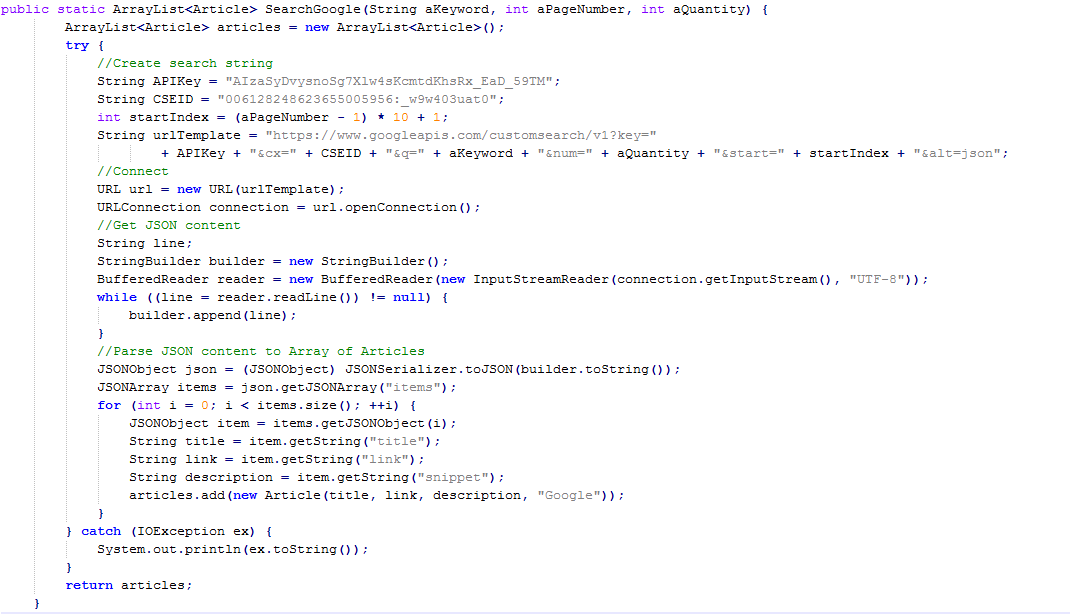 public static ArrayList<Article> SearchGoogle(String aKeyword, int aPageNumber, int aQuantity) {
ArrayList<Article> articles = new ArrayList<Article>();
try {
//Create search string
String APIKey = "AIzaSyDvysnoSg7Xlw4sKcmtdKhsRx_EaD_59TM";
String CSEID = "006128248623655005956:_w9w403uat0";
int startIndex = (aPageNumber - 1) * 10 + 1;
String urlTemplate = "https://www.googleapis.com/customsearch/v1?key="
+ APIKey + "&cx=" + CSEID + "&q=" + aKeyword + "&num=" + aQuantity + "&start=" + startIndex + "&alt=json";
//Connect
URL url = new URL(urlTemplate);
URLConnection connection = url.openConnection();
//Get JSON content
String line;
StringBuilder builder = new StringBuilder();
BufferedReader reader = new BufferedReader(new InputStreamReader(connection.getInputStream(), "UTF-8"));
while ((line = reader.readLine()) != null) {
builder.append(line);
}
//Parse JSON content to Array of Articles
JSONObject json = (JSONObject) JSONSerializer.toJSON(builder.toString());
JSONArray items = json.getJSONArray("items");
for (int i = 0; i < items.size(); ++i) {
JSONObject item = items.getJSONObject(i);
String title = item.getString("title");
String link = item.getString("link");
String description = item.getString("snippet");
articles.add(new Article(title, link, description, "Google"));
}
} catch (IOException ex) {
System.out.println(ex.toString());
}
return articles;
}